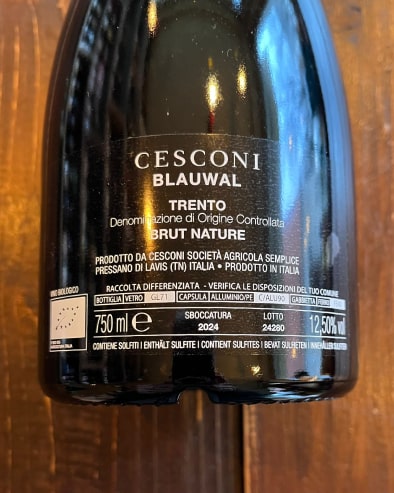 CESCONI
BLAUWAL
TRENTO
Denominazione di Origine Controllata
BRUT NATURE
PRODOTTO DA CESCONI SOCIETÀ AGRICOLA SEMPLICE
PRESSANO DI LAVIS (TN) ITALIA • PRODOTTO IN ITALIA
RACCOLTA DIFFERENZIATA - VERIFICA LE DISPOSIZIONI DEL TUO COMUNE
VINO BIOLOGICO
BOTTIGLIA VETRO GL71 CAPSULA ALLUMINIO/PE C/ALU90 GABBIETTA
750 ml e
SBOCCATURA
2024
LOTTO
24280
12,50% vol
CONTIENE SOLFITI | ENTHÄLT SULFITE | CONTENT SULFITES | BEVAT SULFIETEN | INNEHÅLLER SULFITER